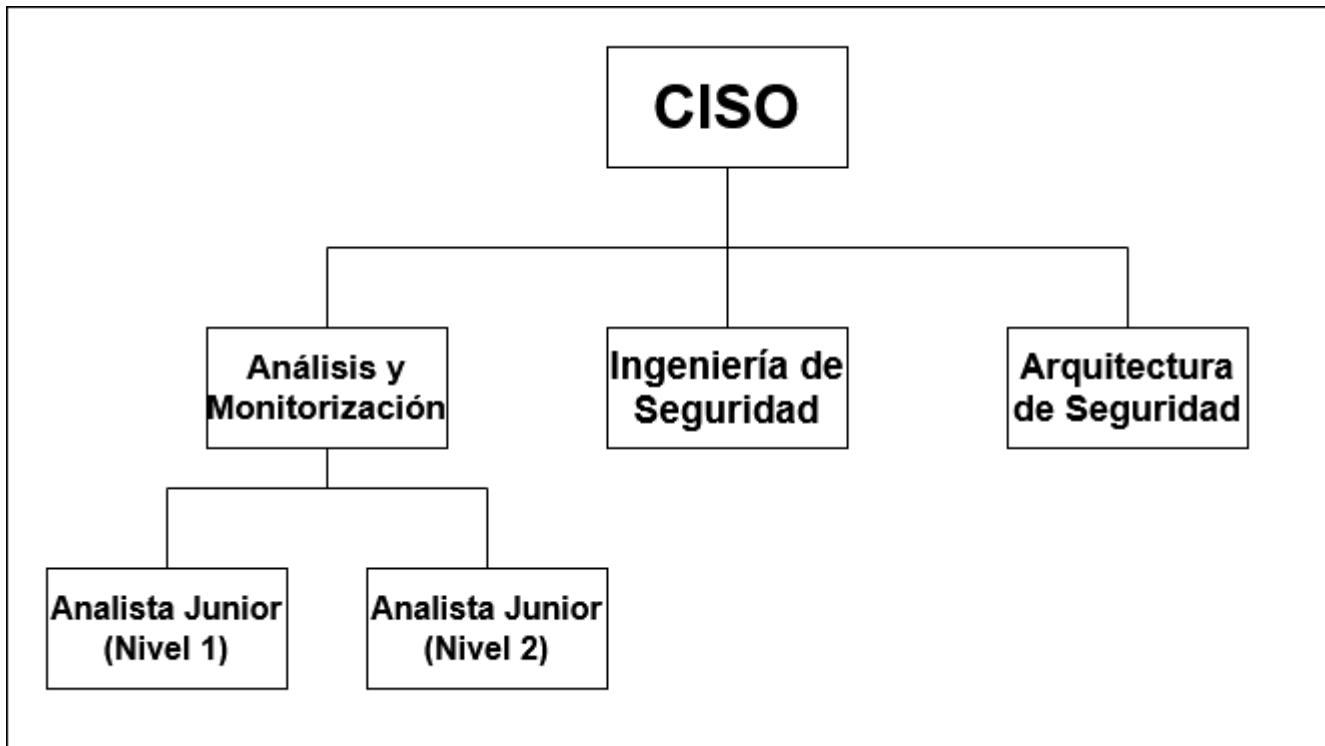 CISO
Análisis y
Monitorización
Ingeniería de
Seguridad
Arquitectura
de Seguridad
Analista Junior
(Nivel 1)
Analista Junior
(Nivel 2)